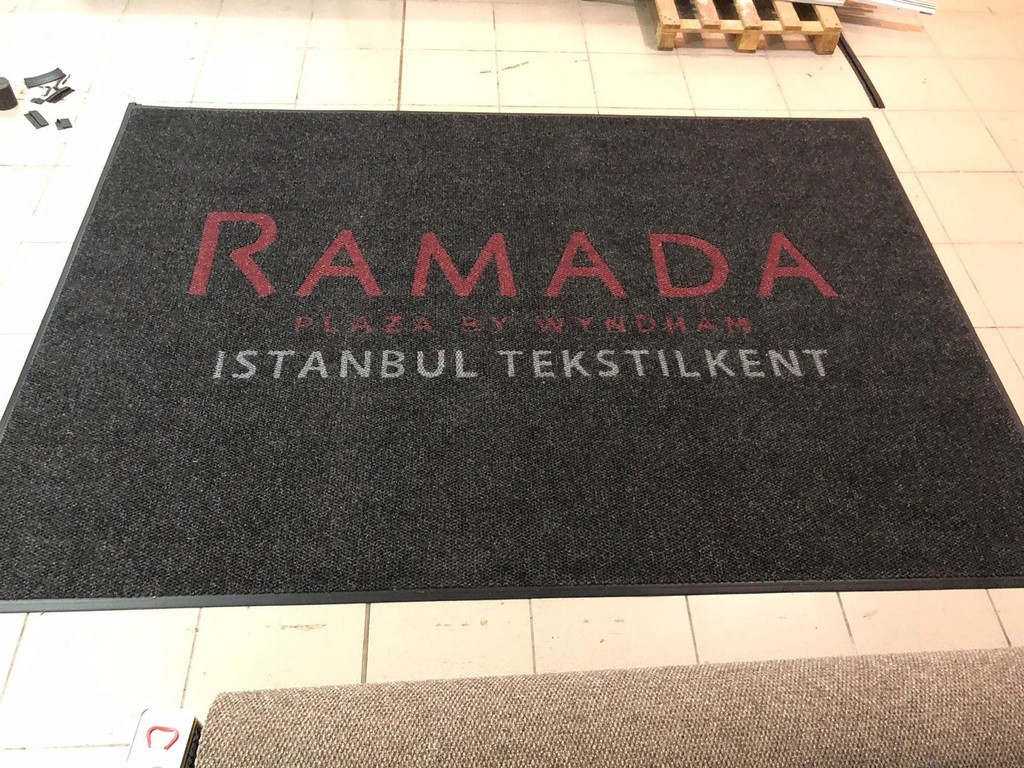 RAMADA
PLAZA BY WYNDHAM
ISTANBUL TEKSTILKENT